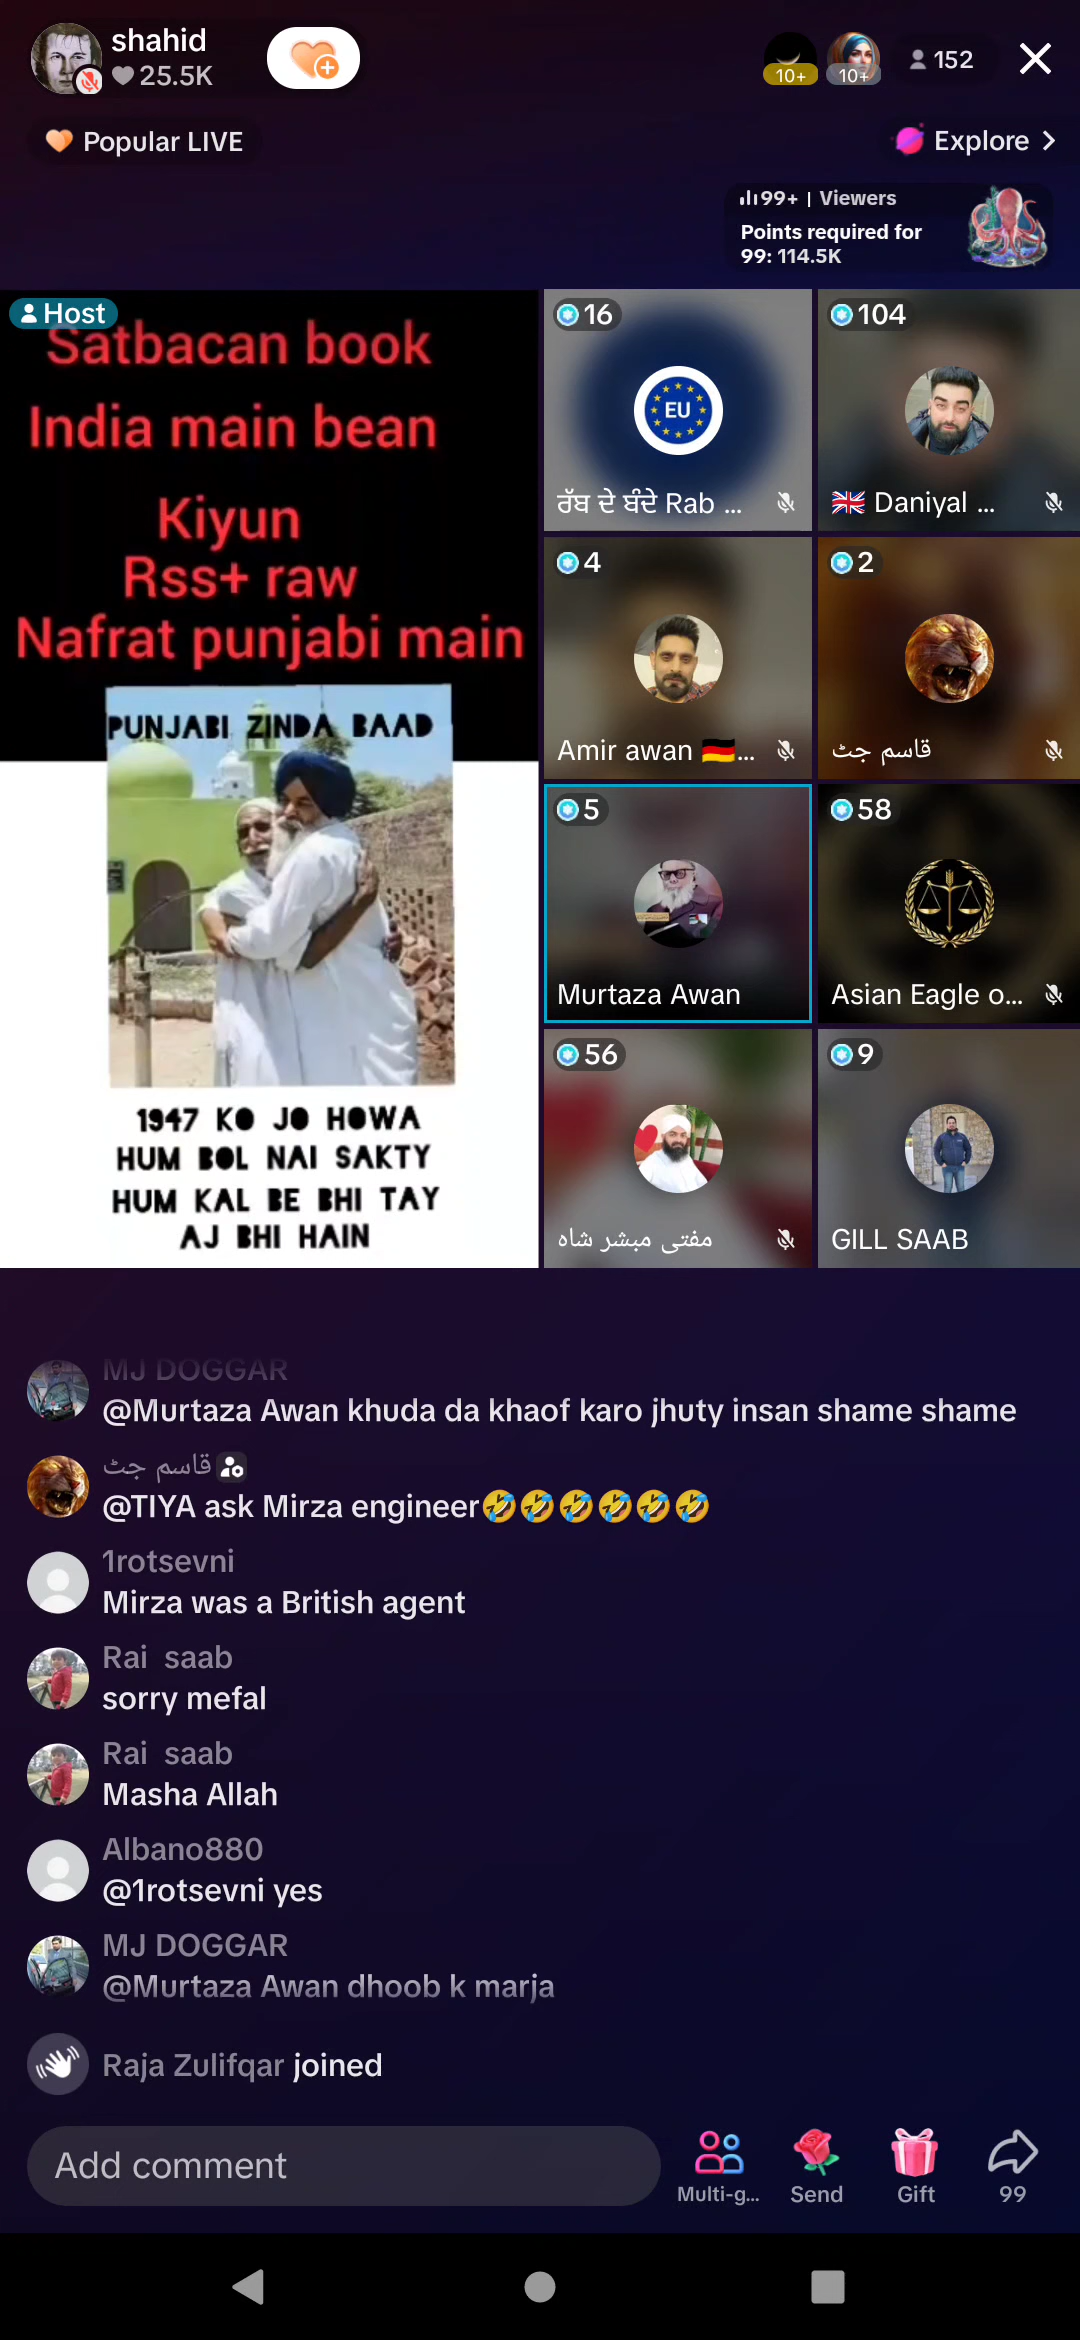 shahid
25.5K
10+
10+
152
Popular LIVE
Explore
99+ | Viewers
Points required for
99: 114.5K
Host
Satbacan book
India main bean
Kiyun
Rss+ raw
Nafrat punjabi main
PUNJABI ZINDA BAAD
1947 KO JO HOWA
HUM BOL NAI SAKTY
HUM KAL BE BHI TAY
AJ BHI HAIN
16
EU
ਰੱਬ ਦੇ ਬੰਦੇ Rab ...
104
🇬🇧 Daniyal ...
4
Amir awan 🇩🇪...
2
قاسم جٹ
5
Murtaza Awan
58
Asian Eagle o...
56
مفتی مبشر شاہ
9
GILL SAAB
MJ DOGGAR
@Murtaza Awan khuda da khaof karo jhuty insan shame shame
قاسم جٹ
@TIYA ask Mirza engineer🤣🤣🤣🤣🤣🤣
1rotsevni
Mirza was a British agent
Rai saab
sorry mefal
Rai saab
Masha Allah
Albano880
@1rotsevni yes
MJ DOGGAR
@Murtaza Awan dhoob k marja
Raja Zulifqar joined
Add comment
Multi-g...
Send
Gift
99